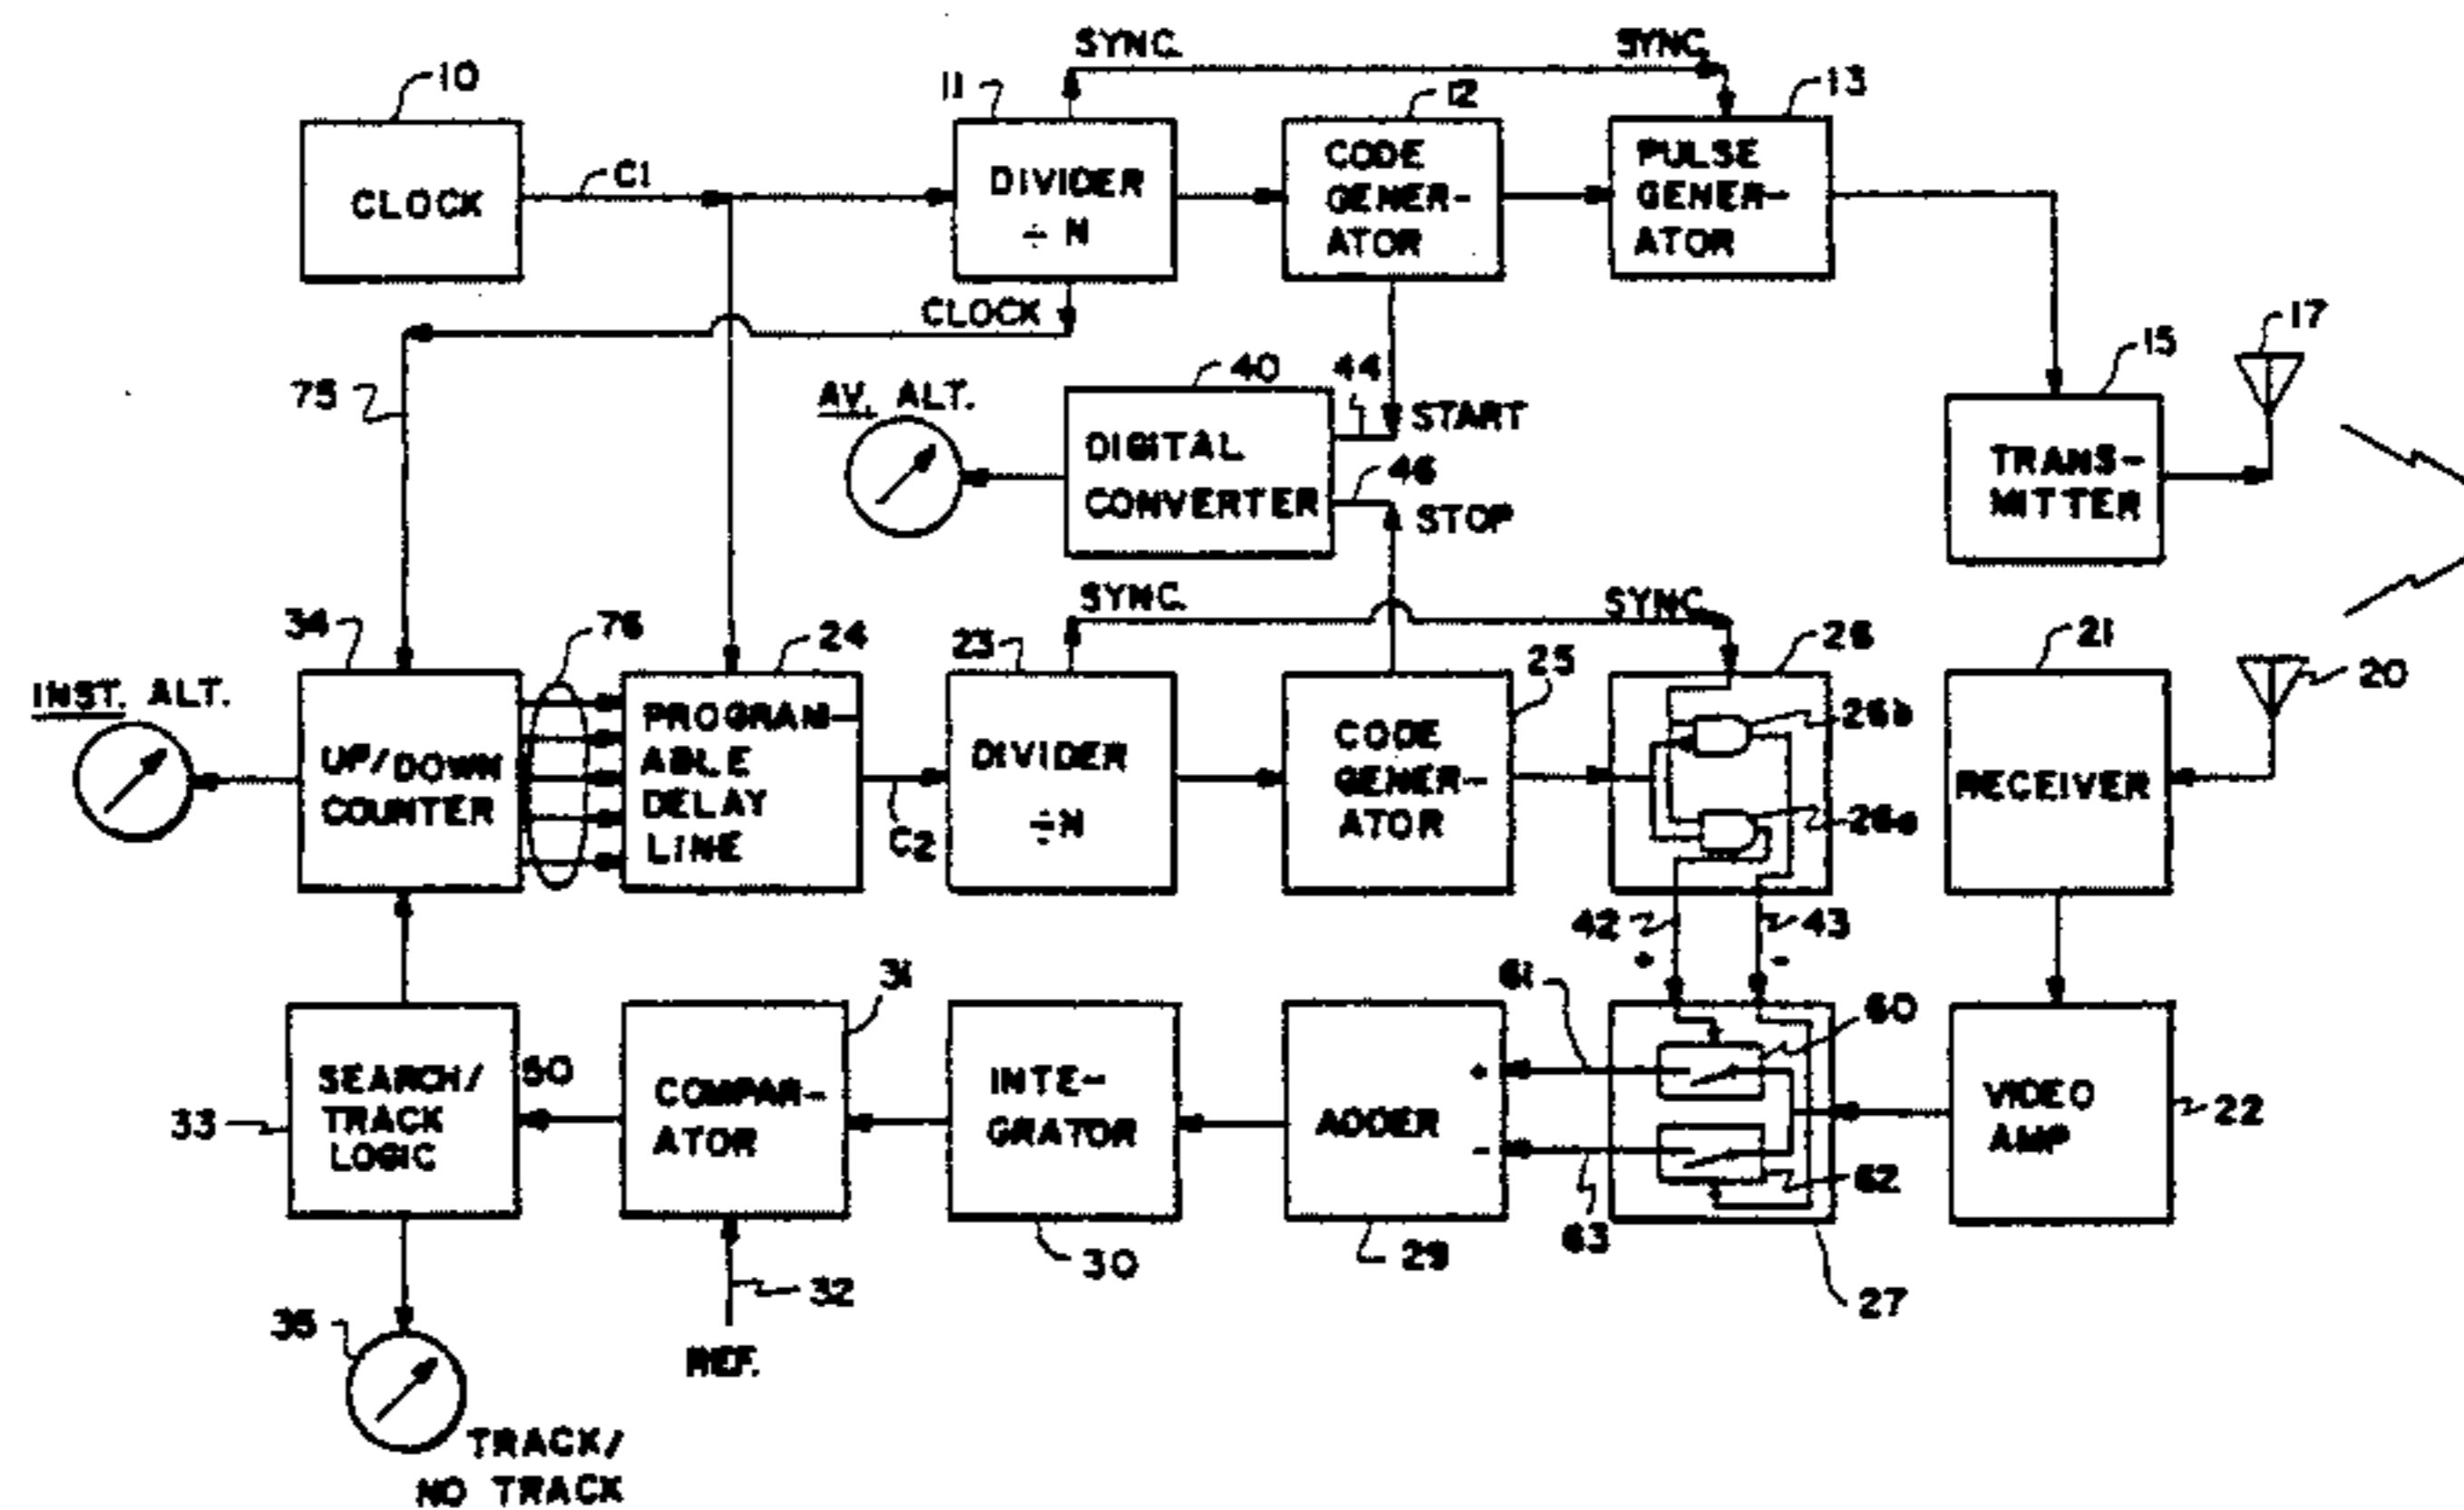 SYNC. SYNC.
10 11 12 13
CLOCK
C1
DIVIDER
÷ N
CODE
GENER-
ATOR
PULSE
GENER-
ATOR
CLOCK
75
AV. ALT.
40
DIGITAL
CONVERTER
44
START
46
STOP
15
TRANS-
MITTER
17
SYNC. SYNC.
34
INST. ALT.
UP/DOWN
COUNTER
76
24
PROGRAM-
ABLE
DELAY
LINE
C2
23
DIVIDER
÷N
25
CODE
GENER-
ATOR
26
26b
26a
21
RECEIVER
20
42 43
+ -
33
SEARCH/
TRACK
LOGIC
50
31
COMPAR-
ATOR
INTE-
GRATOR
30
ADDER
+
-
29
61
60
62
63
27
VIDEO
AMP
22
32
REF.
35
TRACK/
NO TRACK